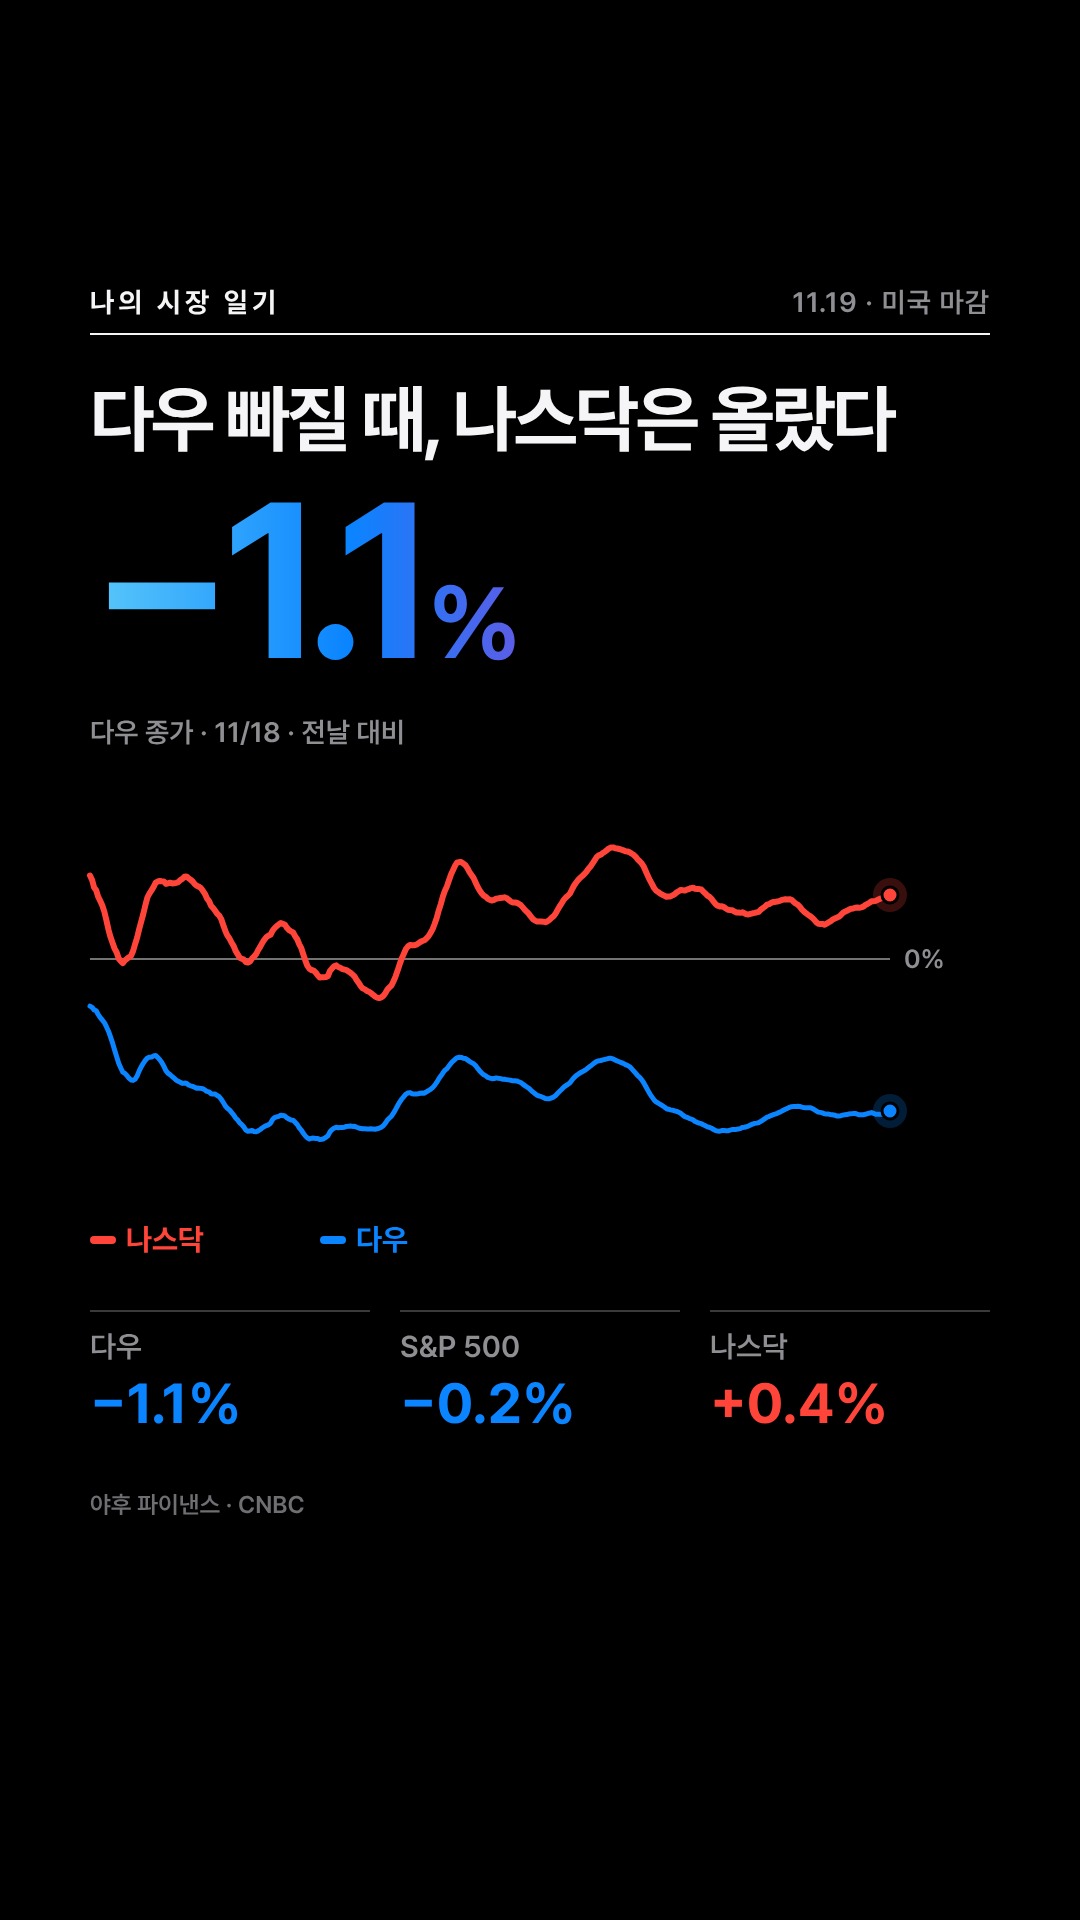 나의 시장 일기
11.19 · 미국 마감
다우 빠질 때, 나스닥은 올랐다
−1.1%
다우 종가 · 11/18 · 전날 대비
0%
나스닥
다우
다우
−1.1%
S&P 500
−0.2%
나스닥
+0.4%
야후 파이낸스 · CNBC